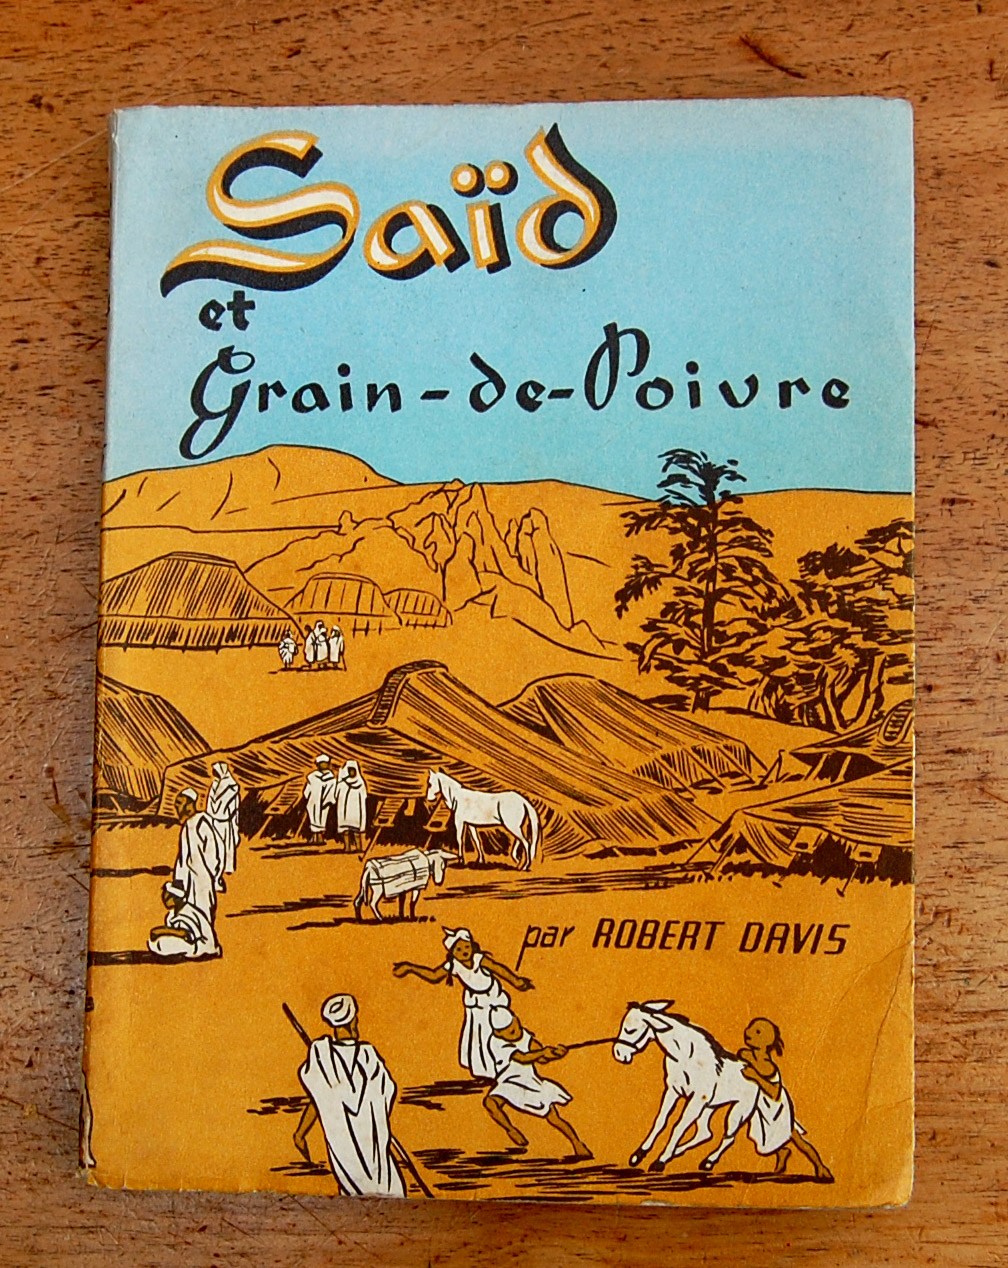 Saïd
et
Grain-de-Poivre
par ROBERT DAVIS